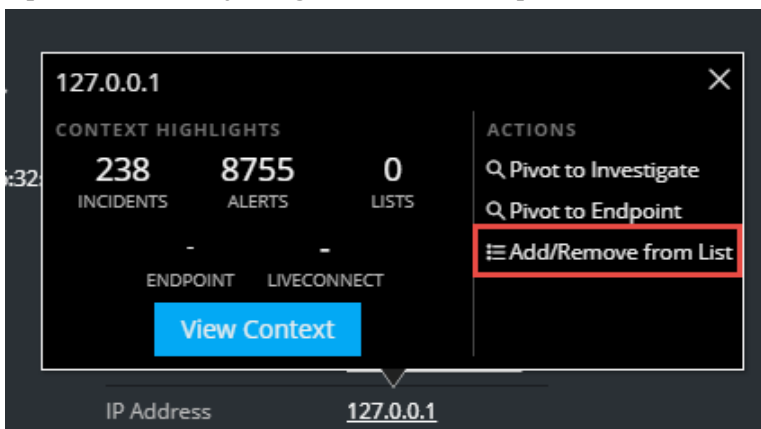 127.0.0.1
CONTEXT HIGHLIGHTS
238 8755 0
INCIDENTS ALERTS LISTS
- -
ENDPOINT LIVECONNECT
View Context
ACTIONS
Pivot to Investigate
Pivot to Endpoint
Add/Remove from List
:32:
IP Address 127.0.0.1